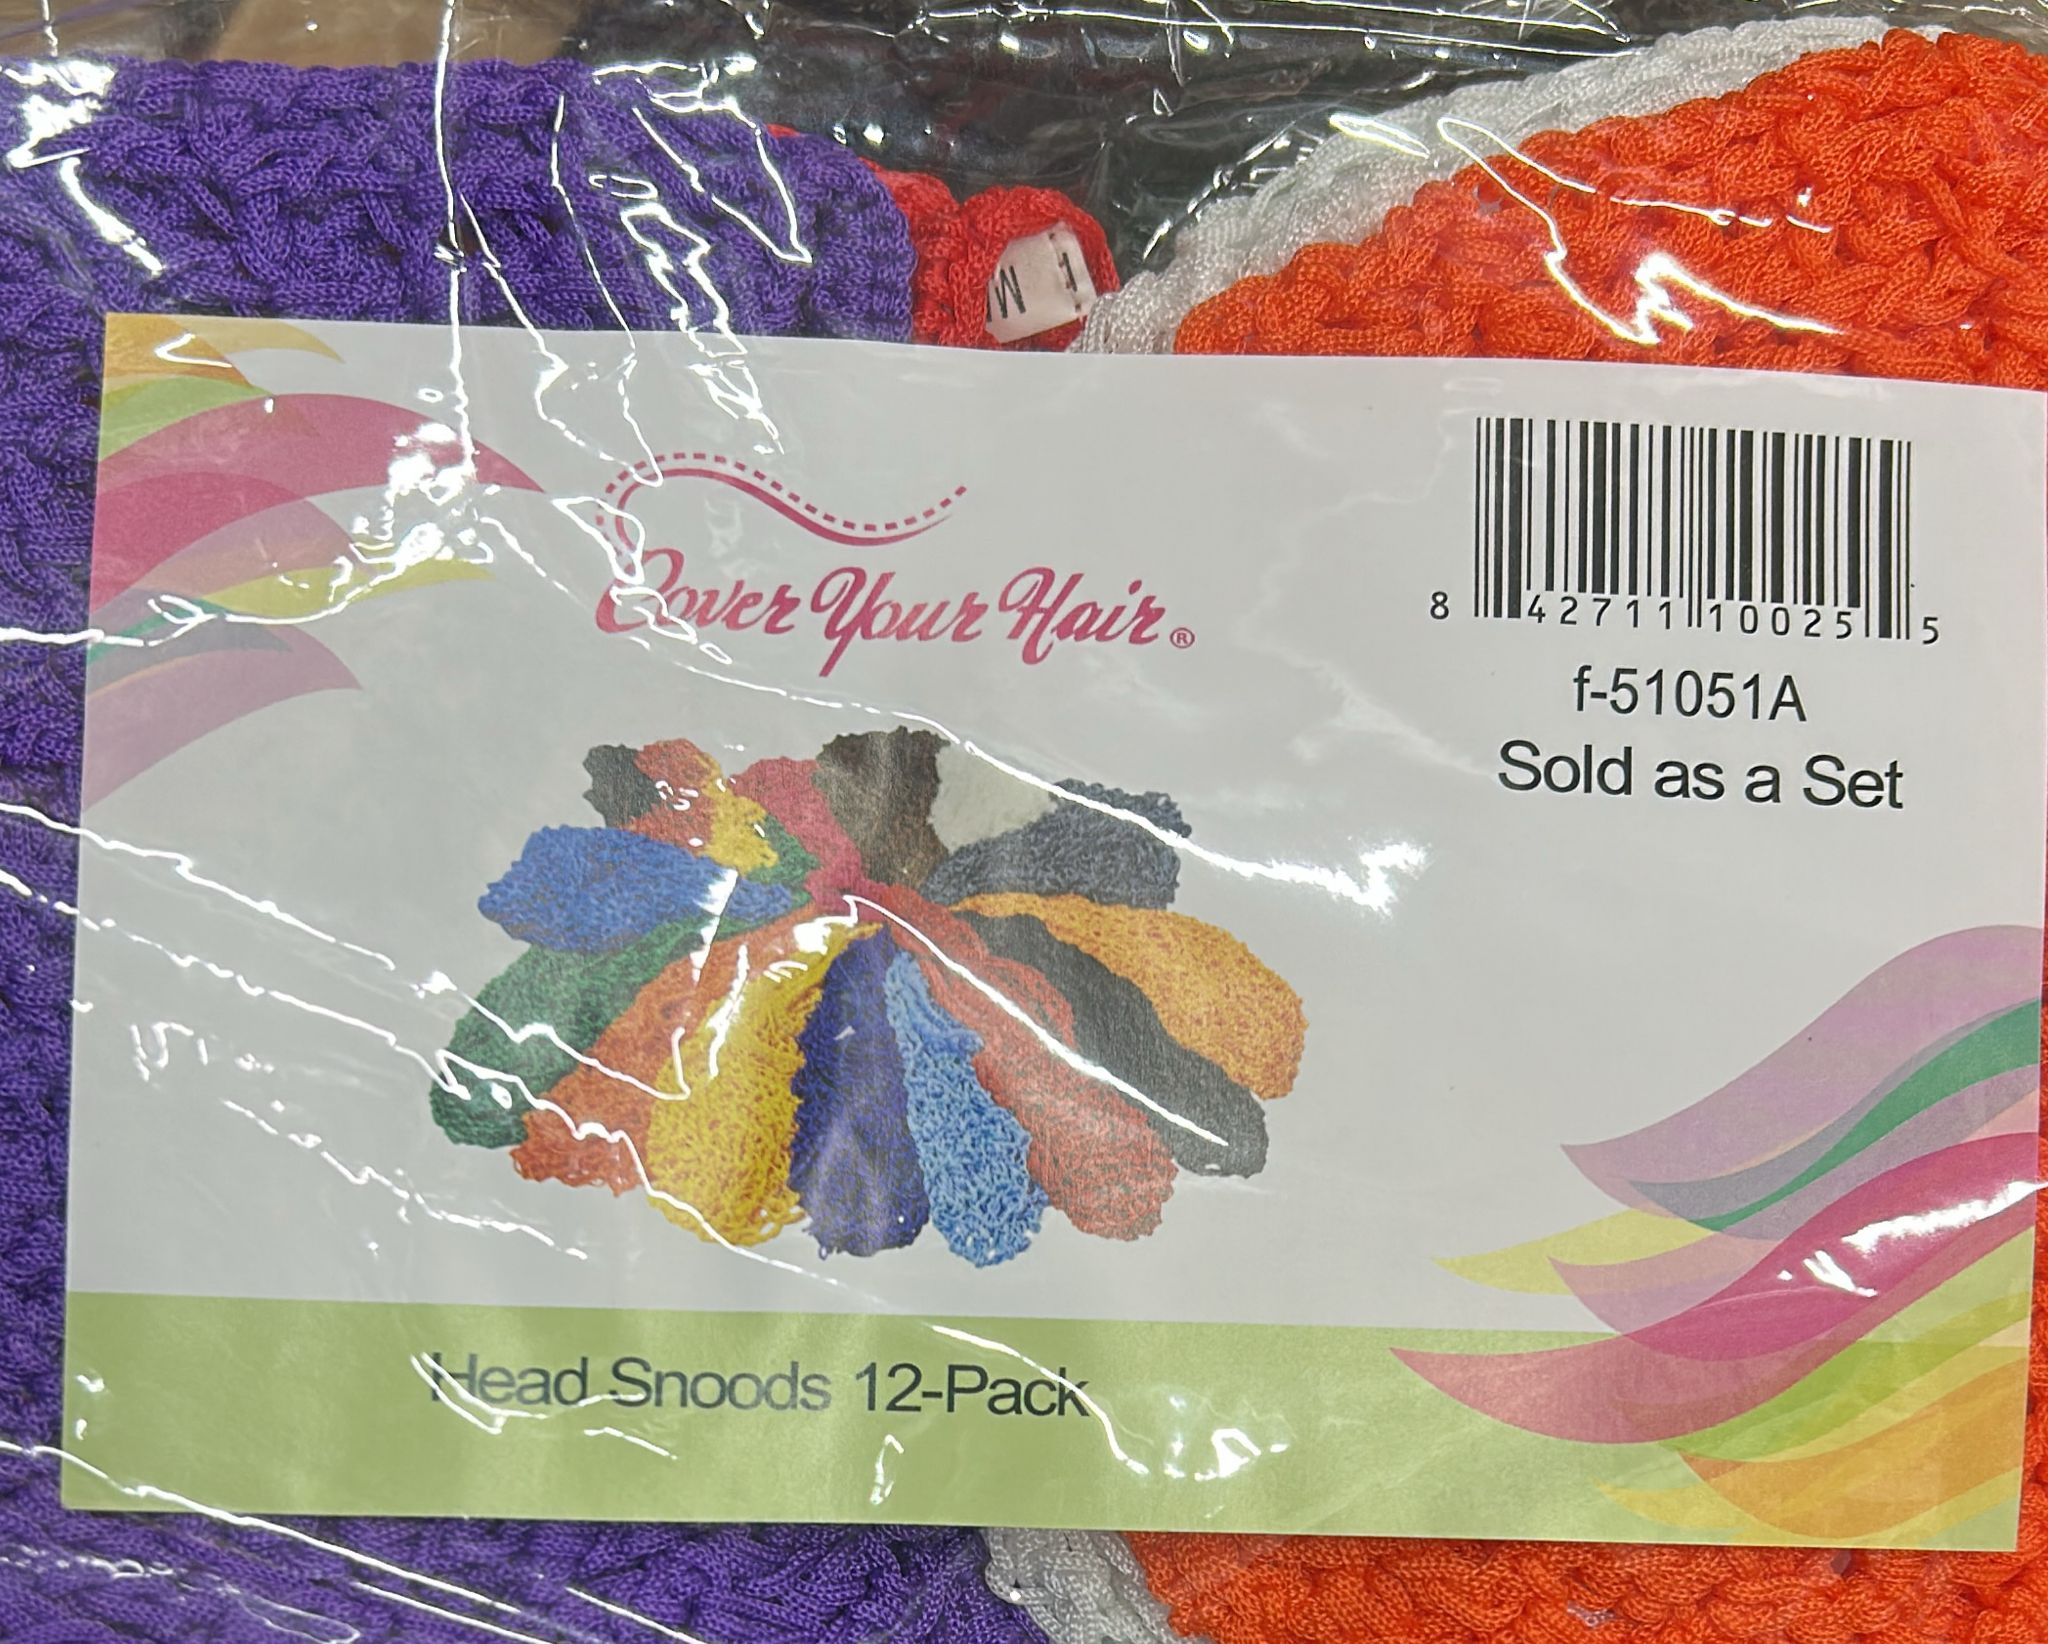 Cover Your Hair®
8 42711 10025 5
f-51051A
Sold as a Set
Head Snoods 12-Pack